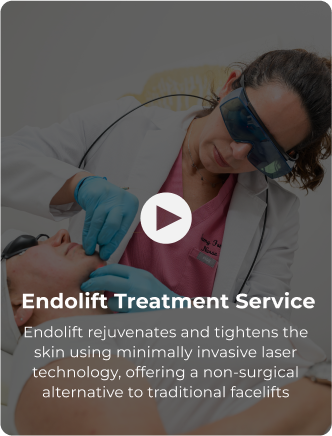 Endolift Treatment Service
Endolift rejuvenates and tightens the
skin using minimally invasive laser
technology, offering a non-surgical
alternative to traditional facelifts